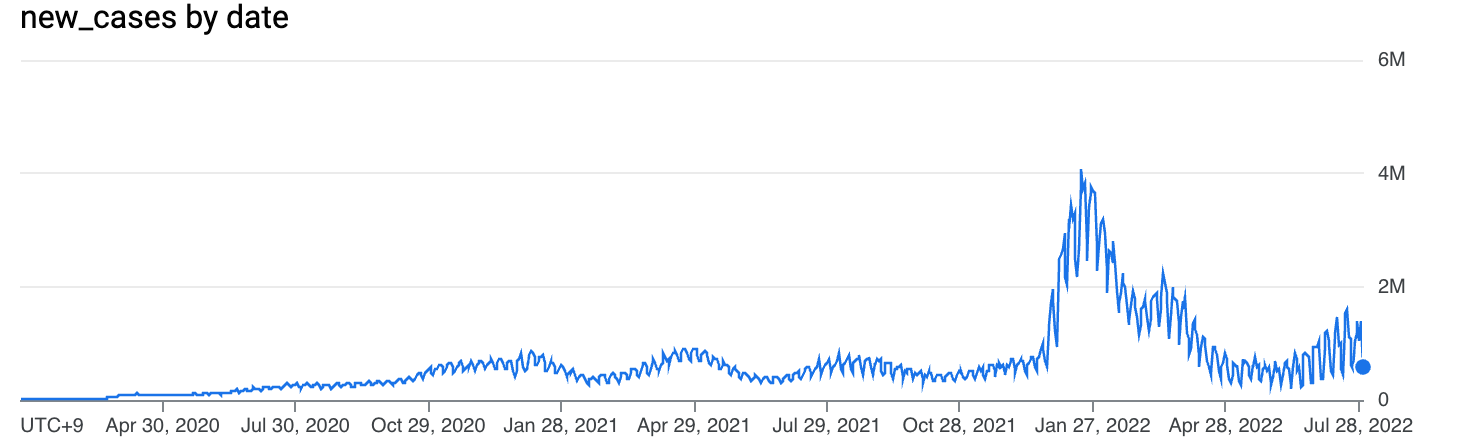 new_cases by date
6M
4M
2M
0
UTC+9 Apr 30, 2020 Jul 30, 2020 Oct 29, 2020 Jan 28, 2021 Apr 29, 2021 Jul 29, 2021 Oct 28, 2021 Jan 27, 2022 Apr 28, 2022 Jul 28, 2022